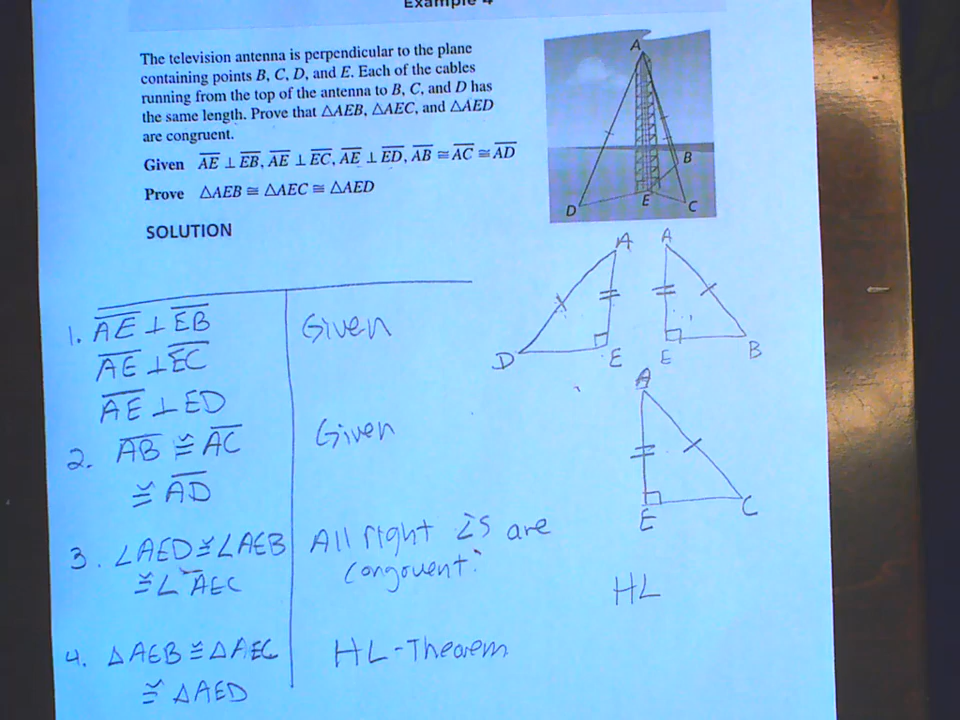 Example 4
The television antenna is perpendicular to the plane
containing points B, C, D, and E. Each of the cables
running from the top of the antenna to B, C, and D has
the same length. Prove that △AEB, △AEC, and △AED
are congruent.
Given AE ⊥ EB, AE ⊥ EC, AE ⊥ ED, AB ≅ AC ≅ AD
Prove △AEB ≅ △AEC ≅ △AED
SOLUTION
A
B
D
E
C
1. AE ⊥ EB Given
AE ⊥ EC
AE ⊥ ED
2. AB ≅ AC Given
≅ AD
3. ∠AED ≅ ∠AEB All right ∠s are
≅ ∠AEC congruent.
4. △AEB ≅ △AEC HL-Theorem
≅ △AED
A A
D E E B
A
E C
HL